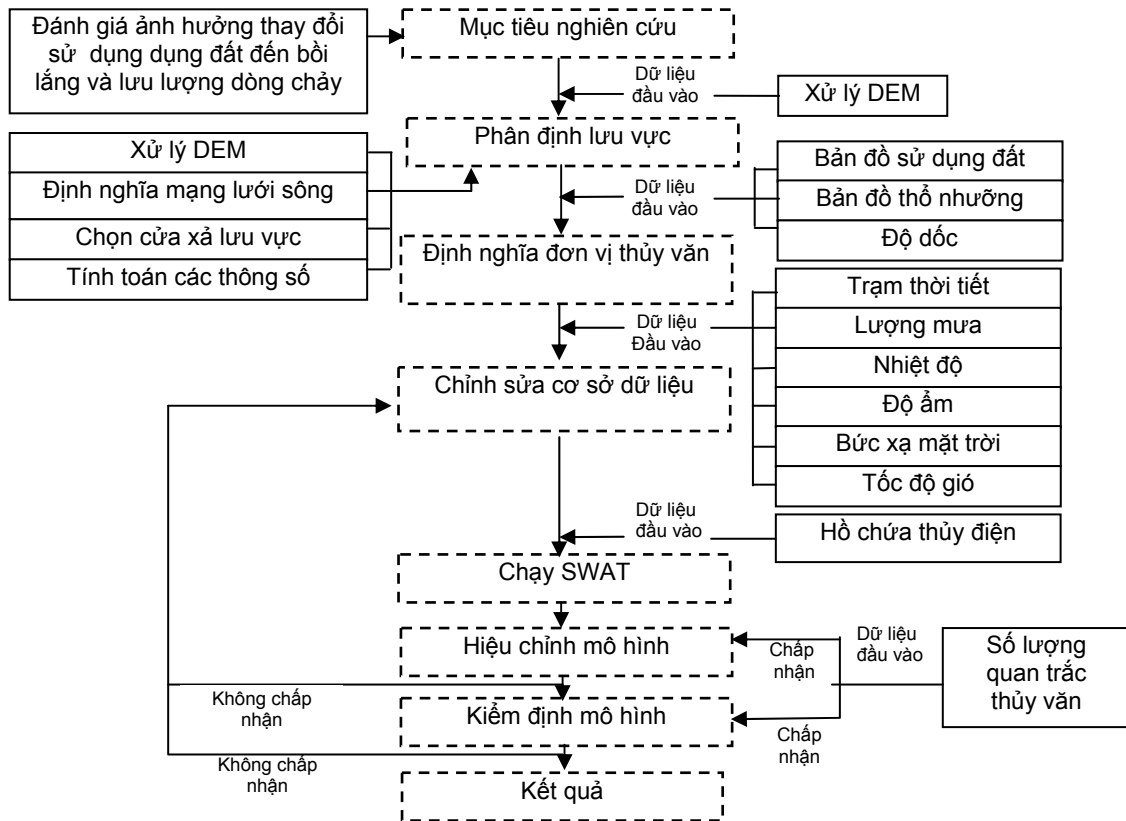 Đánh giá ảnh hưởng thay đổi
sử dụng dụng đất đến bồi
lắng và lưu lượng dòng chảy
Mục tiêu nghiên cứu
Dữ liệu
đầu vào
Xử lý DEM
Phân định lưu vực
Xử lý DEM
Định nghĩa mạng lưới sông
Chọn cửa xả lưu vực
Tính toán các thông số
Dữ liệu
đầu vào
Bản đồ sử dụng đất
Bản đồ thổ nhưỡng
Độ dốc
Định nghĩa đơn vị thủy văn
Dữ liệu
Đầu vào
Trạm thời tiết
Lượng mưa
Nhiệt độ
Độ ẩm
Bức xạ mặt trời
Tốc độ gió
Chỉnh sửa cơ sở dữ liệu
Dữ liệu
đầu vào
Hồ chứa thủy điện
Chạy SWAT
Hiệu chỉnh mô hình
Chấp
nhận
Dữ liệu
đầu vào
Số lượng
quan trắc
thủy văn
Không chấp
nhận
Kiểm định mô hình
Chấp
nhận
Không chấp
nhận
Kết quả